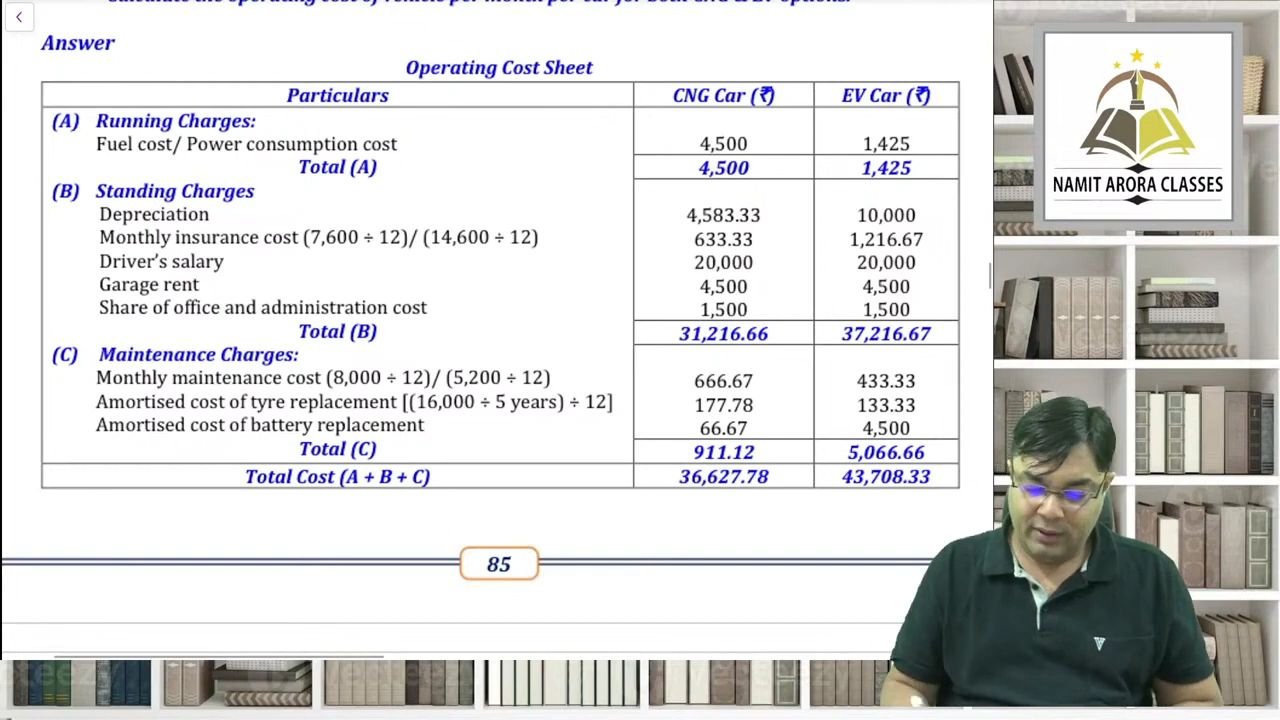 Answer
Operating Cost Sheet
Particulars CNG Car (₹) EV Car (₹)
(A) Running Charges:
Fuel cost/ Power consumption cost 4,500 1,425
Total (A) 4,500 1,425
(B) Standing Charges
Depreciation 4,583.33 10,000
Monthly insurance cost (7,600 ÷ 12)/ (14,600 ÷ 12) 633.33 1,216.67
Driver's salary 20,000 20,000
Garage rent 4,500 4,500
Share of office and administration cost 1,500 1,500
Total (B) 31,216.66 37,216.67
(C) Maintenance Charges:
Monthly maintenance cost (8,000 ÷ 12)/ (5,200 ÷ 12) 666.67 433.33
Amortised cost of tyre replacement [(16,000 ÷ 5 years) ÷ 12] 177.78 133.33
Amortised cost of battery replacement 66.67 4,500
Total (C) 911.12 5,066.66
Total Cost (A + B + C) 36,627.78 43,708.33
85
NAMIT ARORA CLASSES